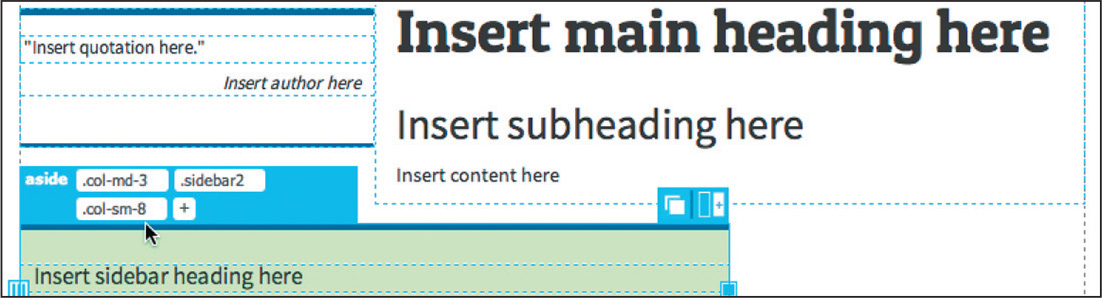 Insert main heading here
"Insert quotation here."
Insert author here
Insert subheading here
Insert content here
aside .col-md-3 .sidebar2
.col-sm-8 +
Insert sidebar heading here